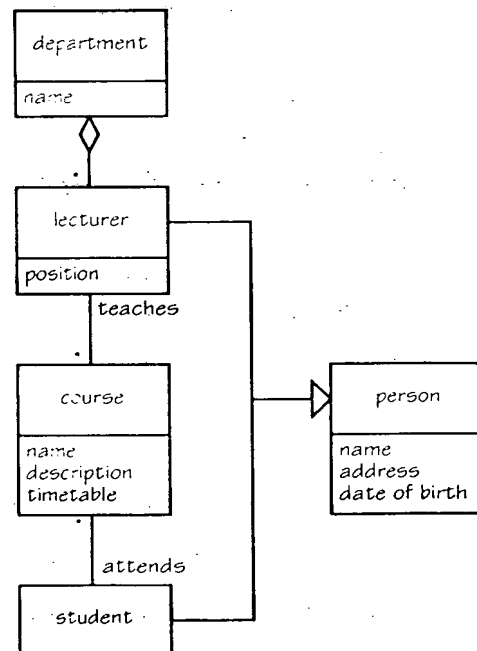 department
name
lecturer
position
teaches
course
name
description
timetable
person
name
address
date of birth
attends
student